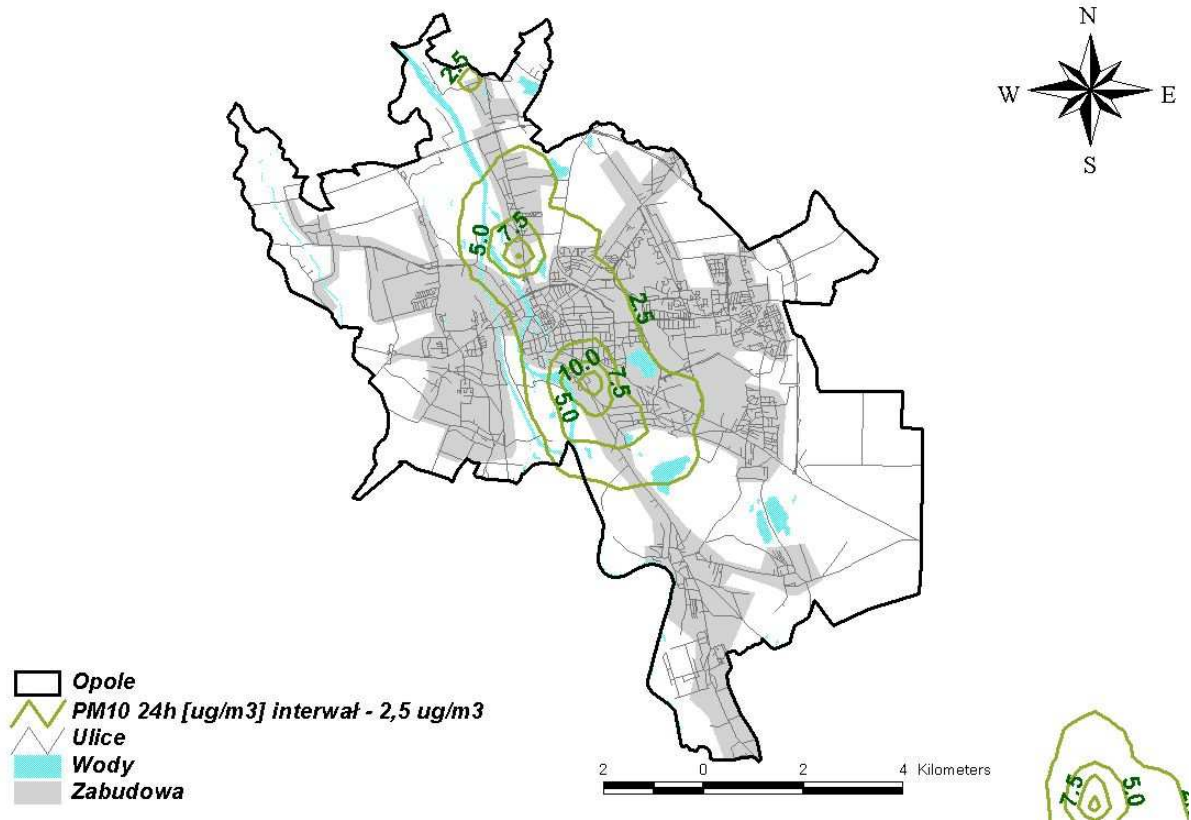 N
W E
S
2.5
7.5
5.0
2.5
10.0
7.5
5.0
Opole
PM10 24h [ug/m3] interwał - 2,5 ug/m3
Ulice
Wody
Zabudowa
2 0 2 4 Kilometers
7.5 5.0